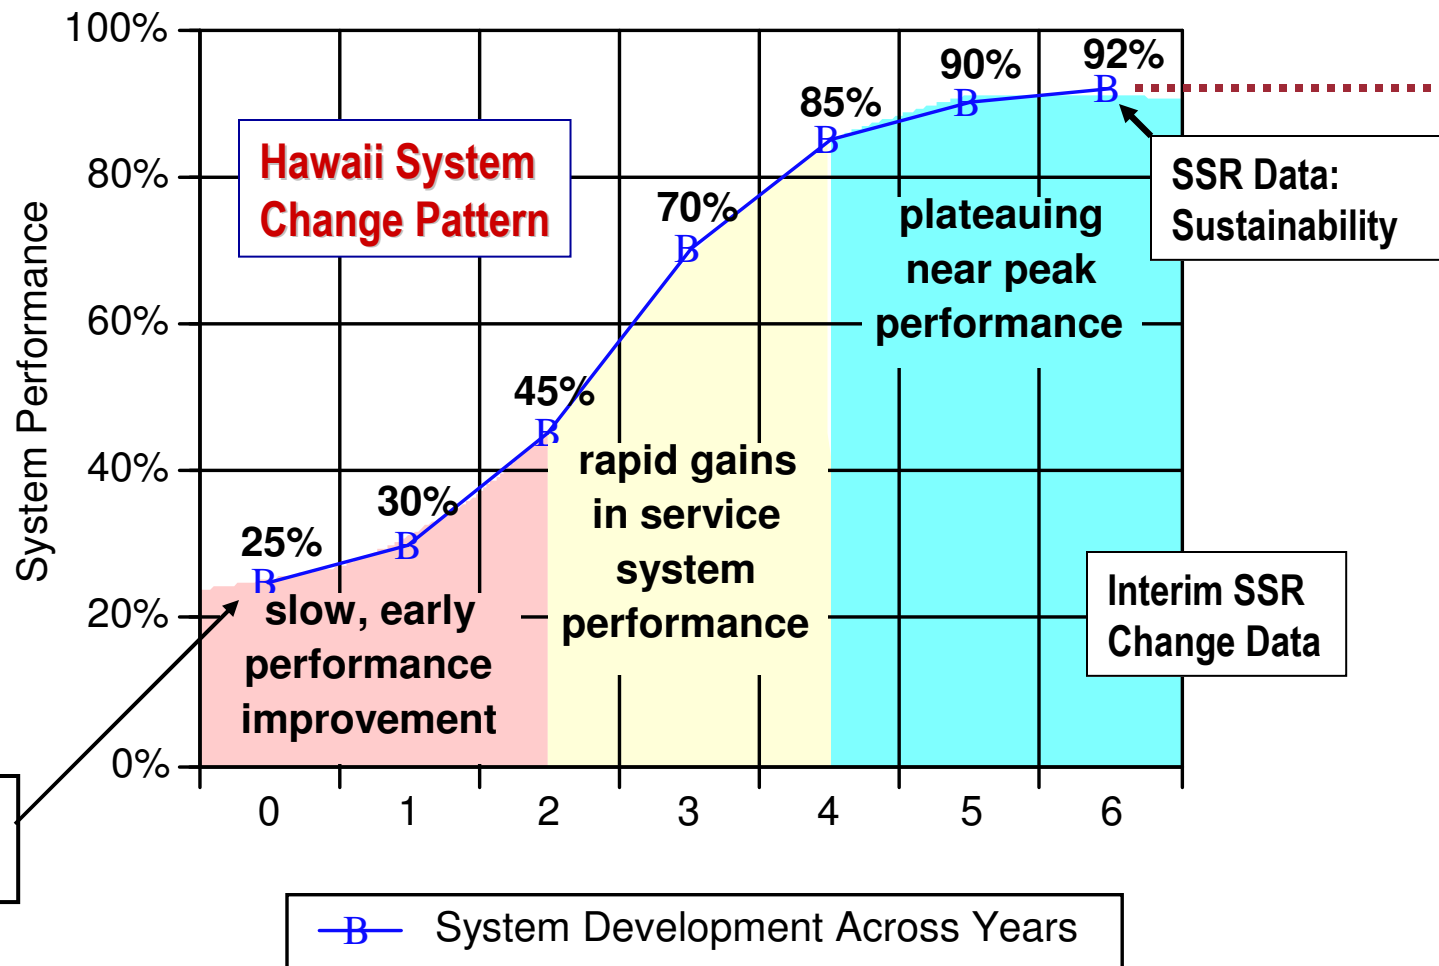 100%
80%
60%
40%
20%
0%
System Performance
Hawaii System
Change Pattern
25%
30%
45%
70%
85%
90%
92%
slow, early
performance
improvement
rapid gains
in service
system
performance
plateauing
near peak
performance
SSR Data:
Sustainability
Interim SSR
Change Data
B
B
B
B
B
B
B
0 1 2 3 4 5 6
B System Development Across Years